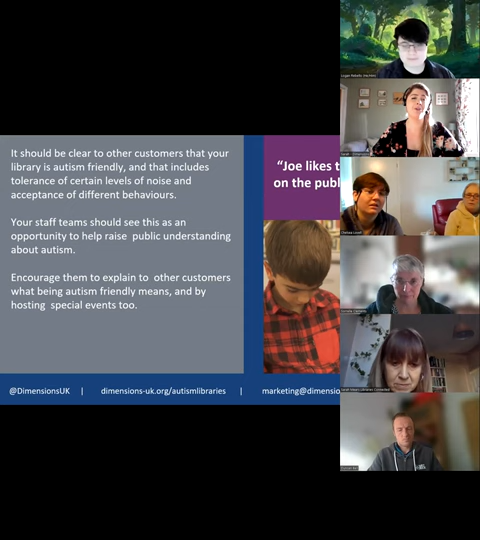 It should be clear to other customers that your
library is autism friendly, and that includes
tolerance of certain levels of noise and
acceptance of different behaviours.
Your staff teams should see this as an
opportunity to help raise public understanding
about autism.
Encourage them to explain to other customers
what being autism friendly means, and by
hosting special events too.
“Joe likes t
on the publ
@DimensionsUK | dimensions-uk.org/autismlibraries | marketing@dimensio